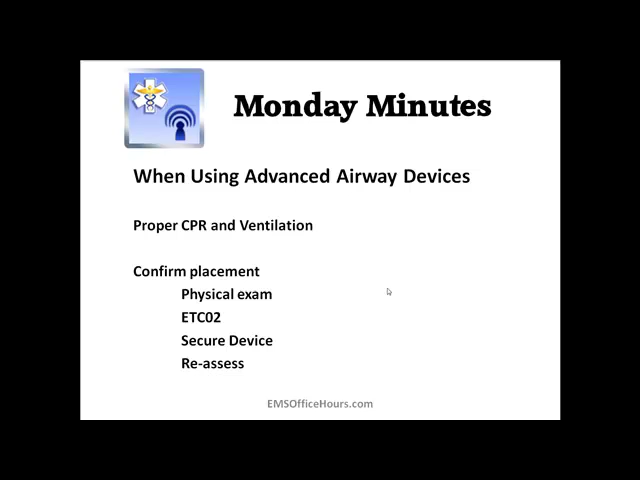 Monday Minutes
When Using Advanced Airway Devices
Proper CPR and Ventilation
Confirm placement
Physical exam
ETC02
Secure Device
Re-assess
EMSOfficeHours.com